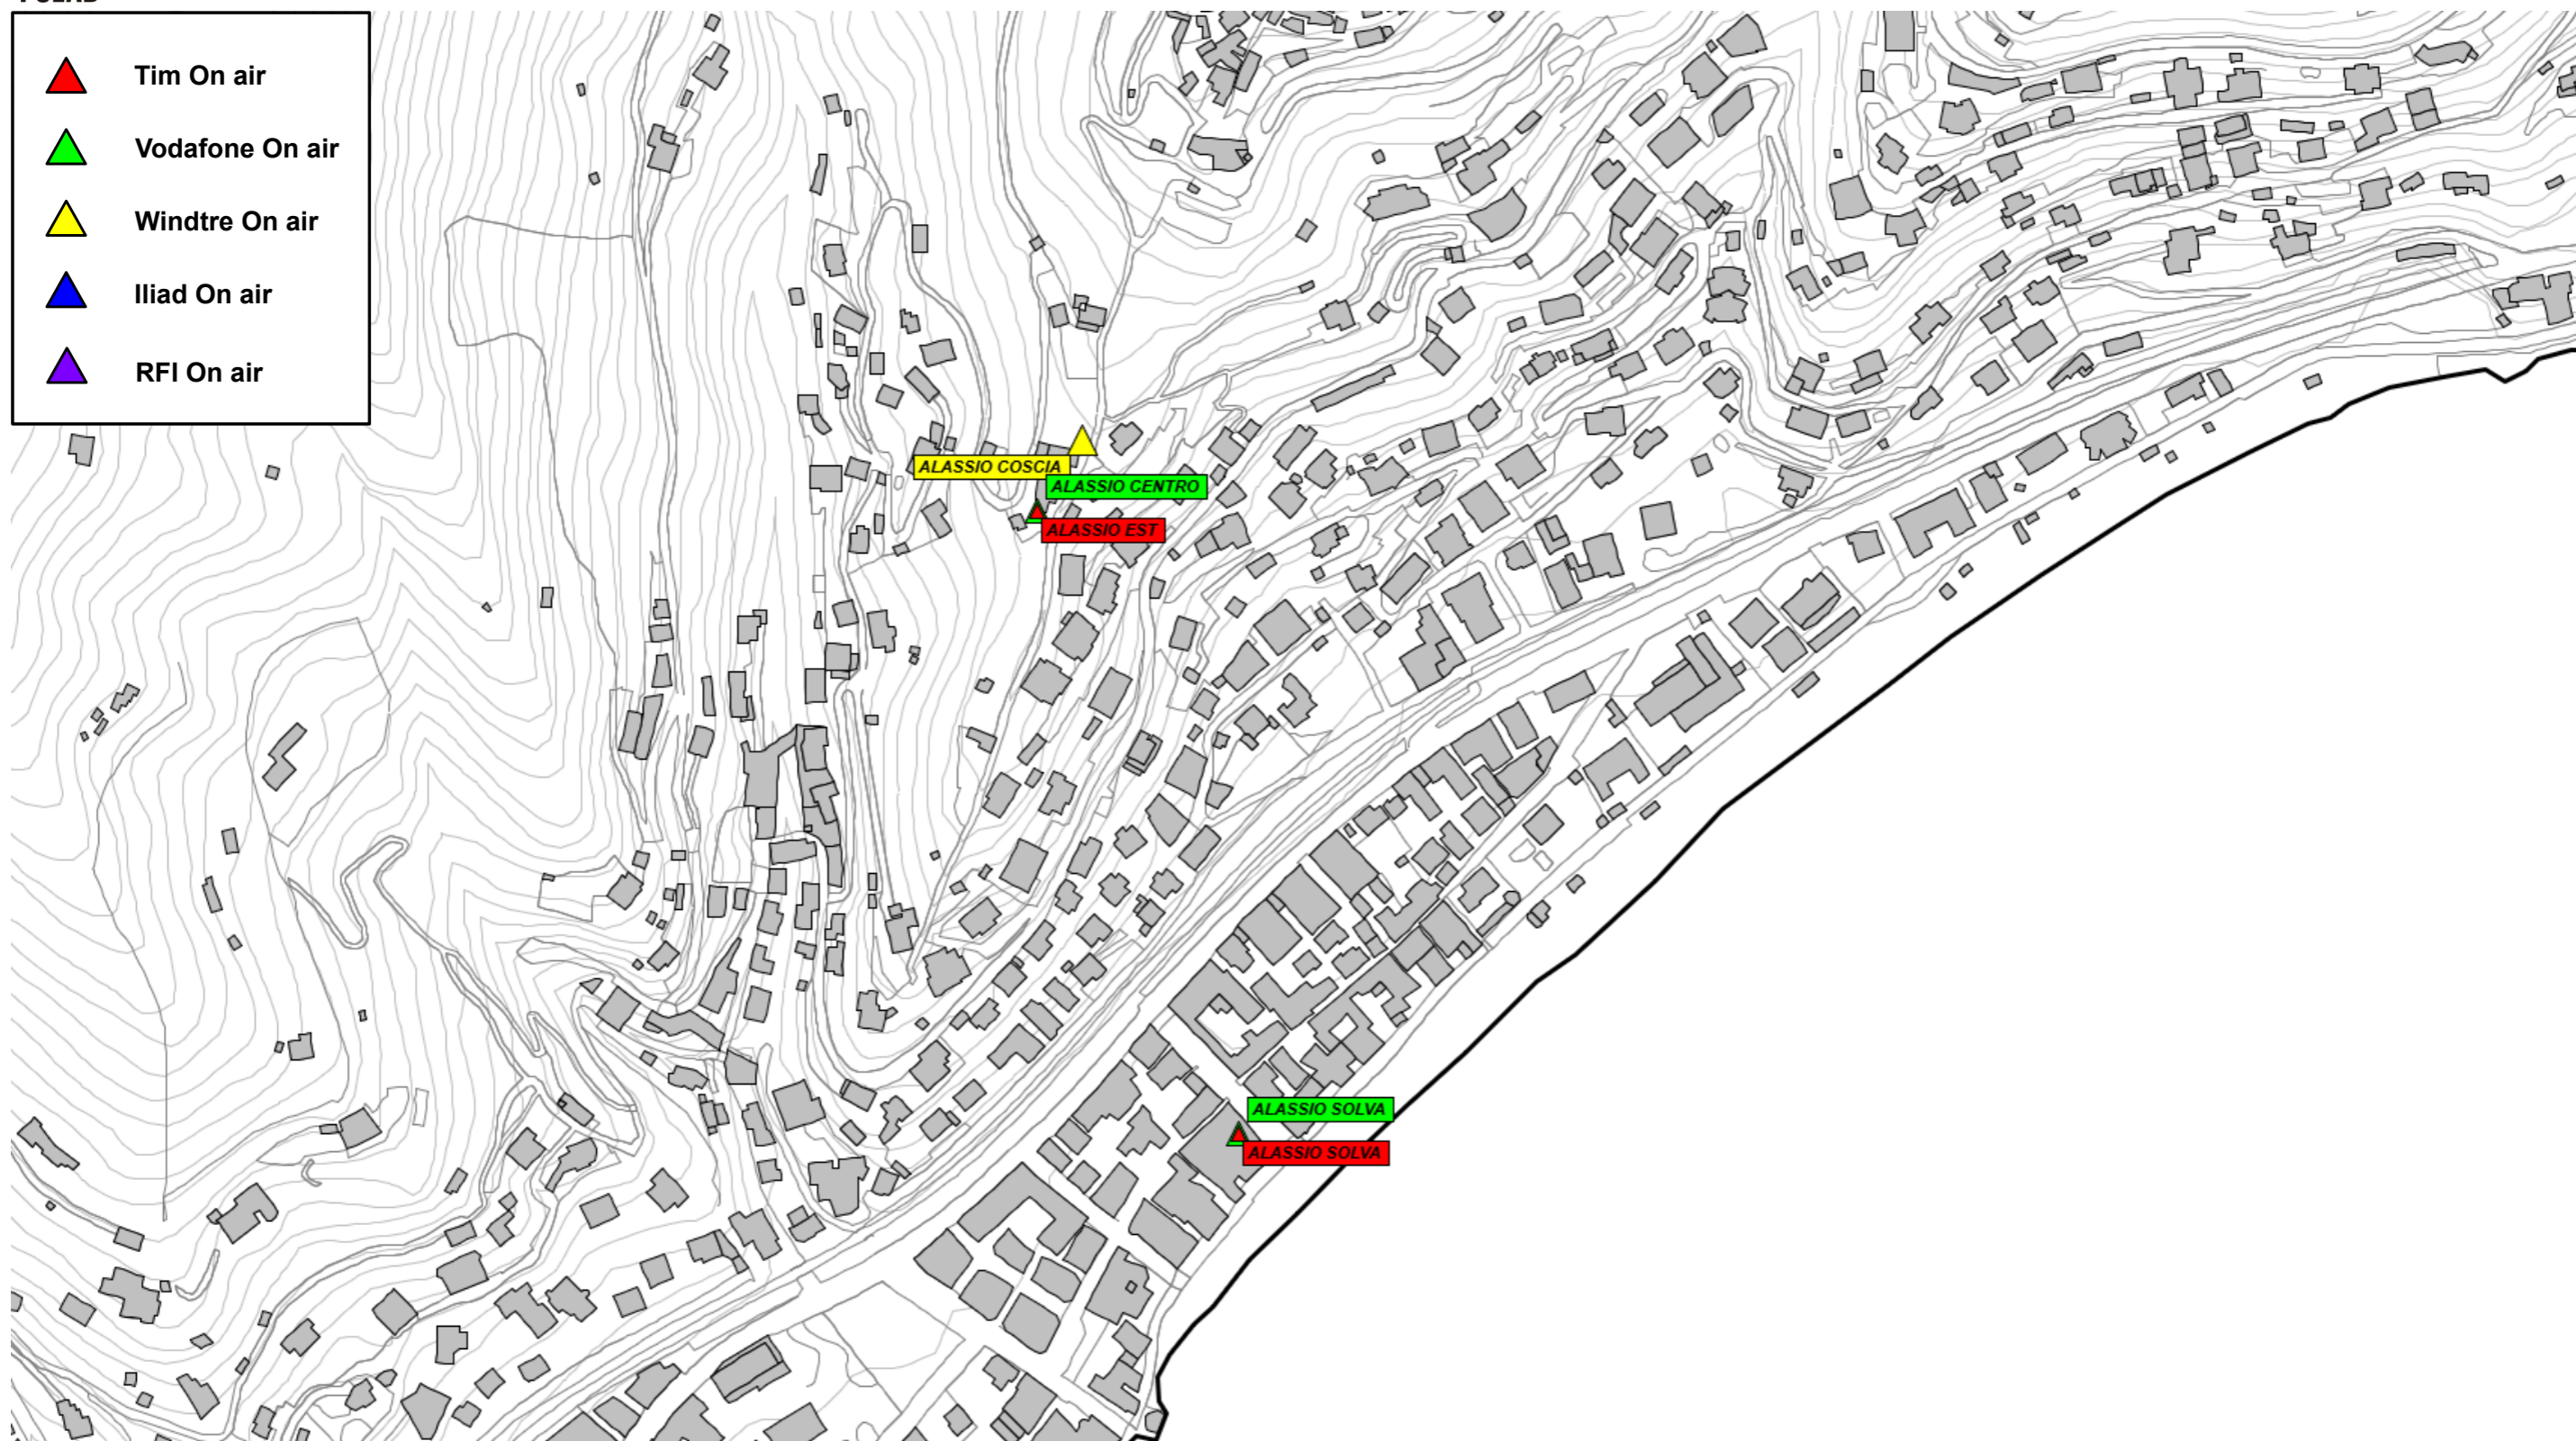 Tim On air
Vodafone On air
Windtre On air
Iliad On air
RFI On air
ALASSIO COSCIA
ALASSIO CENTRO
ALASSIO EST
ALASSIO SOLVA
ALASSIO SOLVA